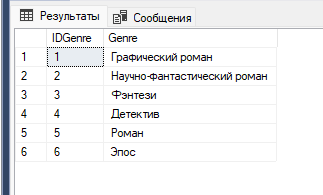 Результаты Сообщения
IDGenre Genre
1 1 Графический роман
2 2 Научно-фантастический роман
3 3 Фэнтези
4 4 Детектив
5 5 Роман
6 6 Эпос